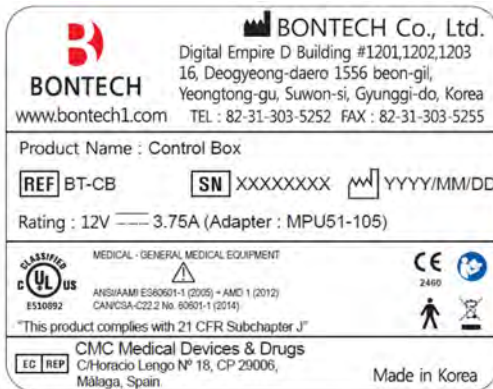 BONTECH Co., Ltd.
Digital Empire D Building #1201,1202,1203
16, Deogyeong-daero 1556 beon-gil,
Yeongtong-gu, Suwon-si, Gyunggi-do, Korea
TEL : 82-31-303-5252 FAX : 82-31-303-5255
BONTECH
www.bontech1.com
Product Name : Control Box
REF BT-CB SN XXXXXXXX YYYY/MM/DD
Rating : 12V 3.75A (Adapter : MPU51-105)
CLASSIFIED
C UL US
E510892
MEDICAL - GENERAL MEDICAL EQUIPMENT
ANSI/AAMI ES60601-1 (2005) + AMD 1 (2012)
CAN/CSA-C22.2 No. 60601-1 (2014)
CE
2460
"This product complies with 21 CFR Subchapter J"
EC REP
CMC Medical Devices & Drugs
C/Horacio Lengo Nº 18, CP 29006,
Málaga, Spain
Made in Korea